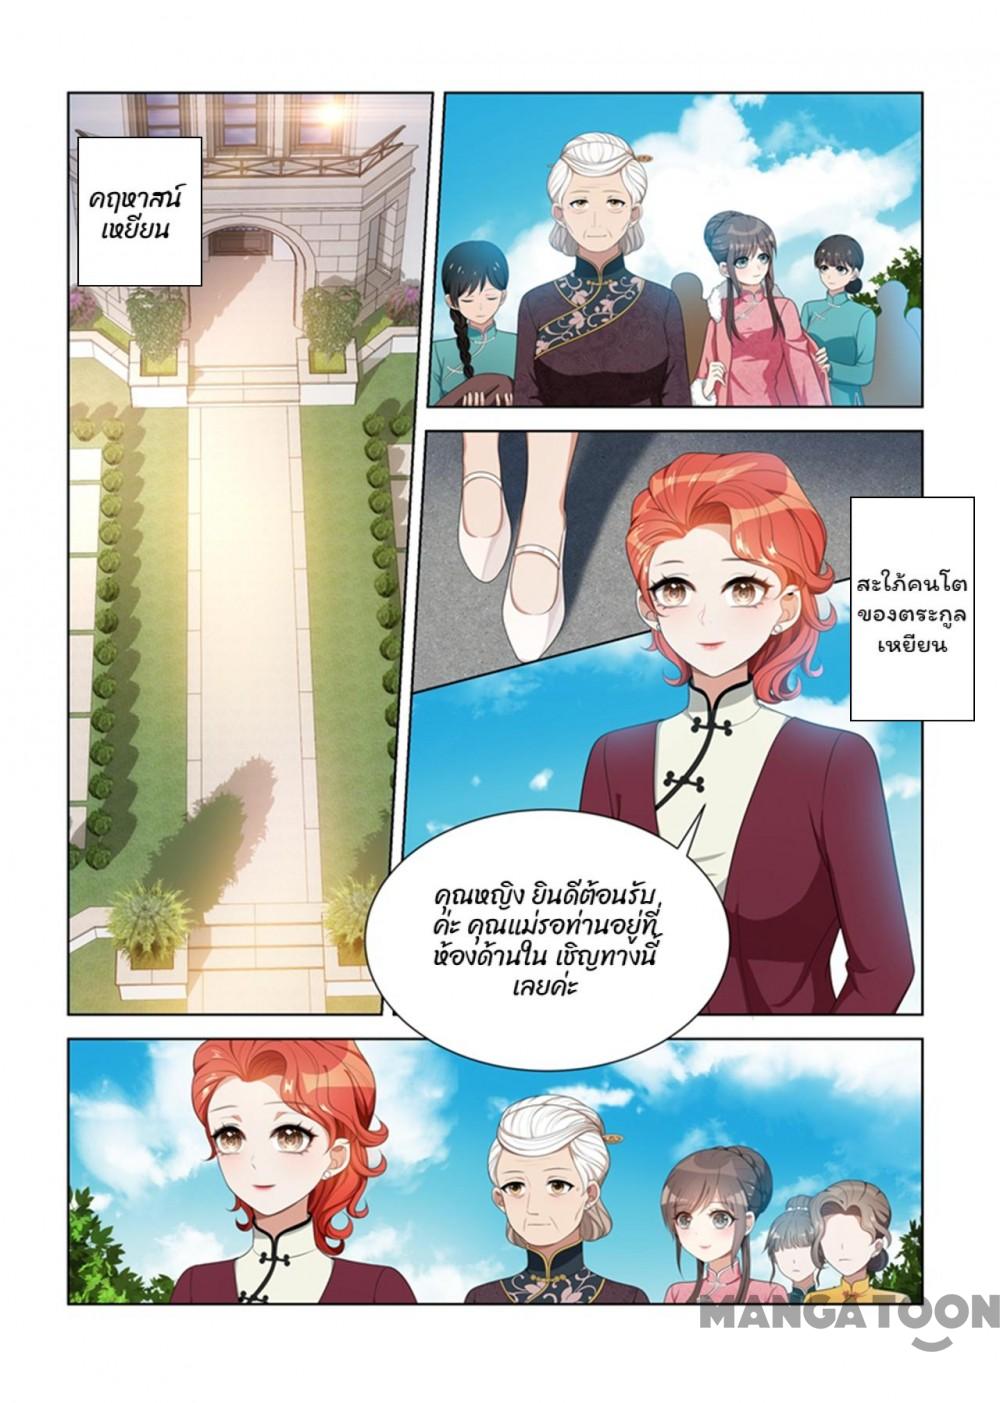 คฤหาสน์
เหยียน
สะใภ้คนโต
ของตระกูล
เหยียน
คุณหญิง ยินดีต้อนรับ
ค่ะ คุณแม่รอท่านอยู่ที่
ห้องด้านใน เชิญทางนี้
เลยค่ะ
MANGATOON